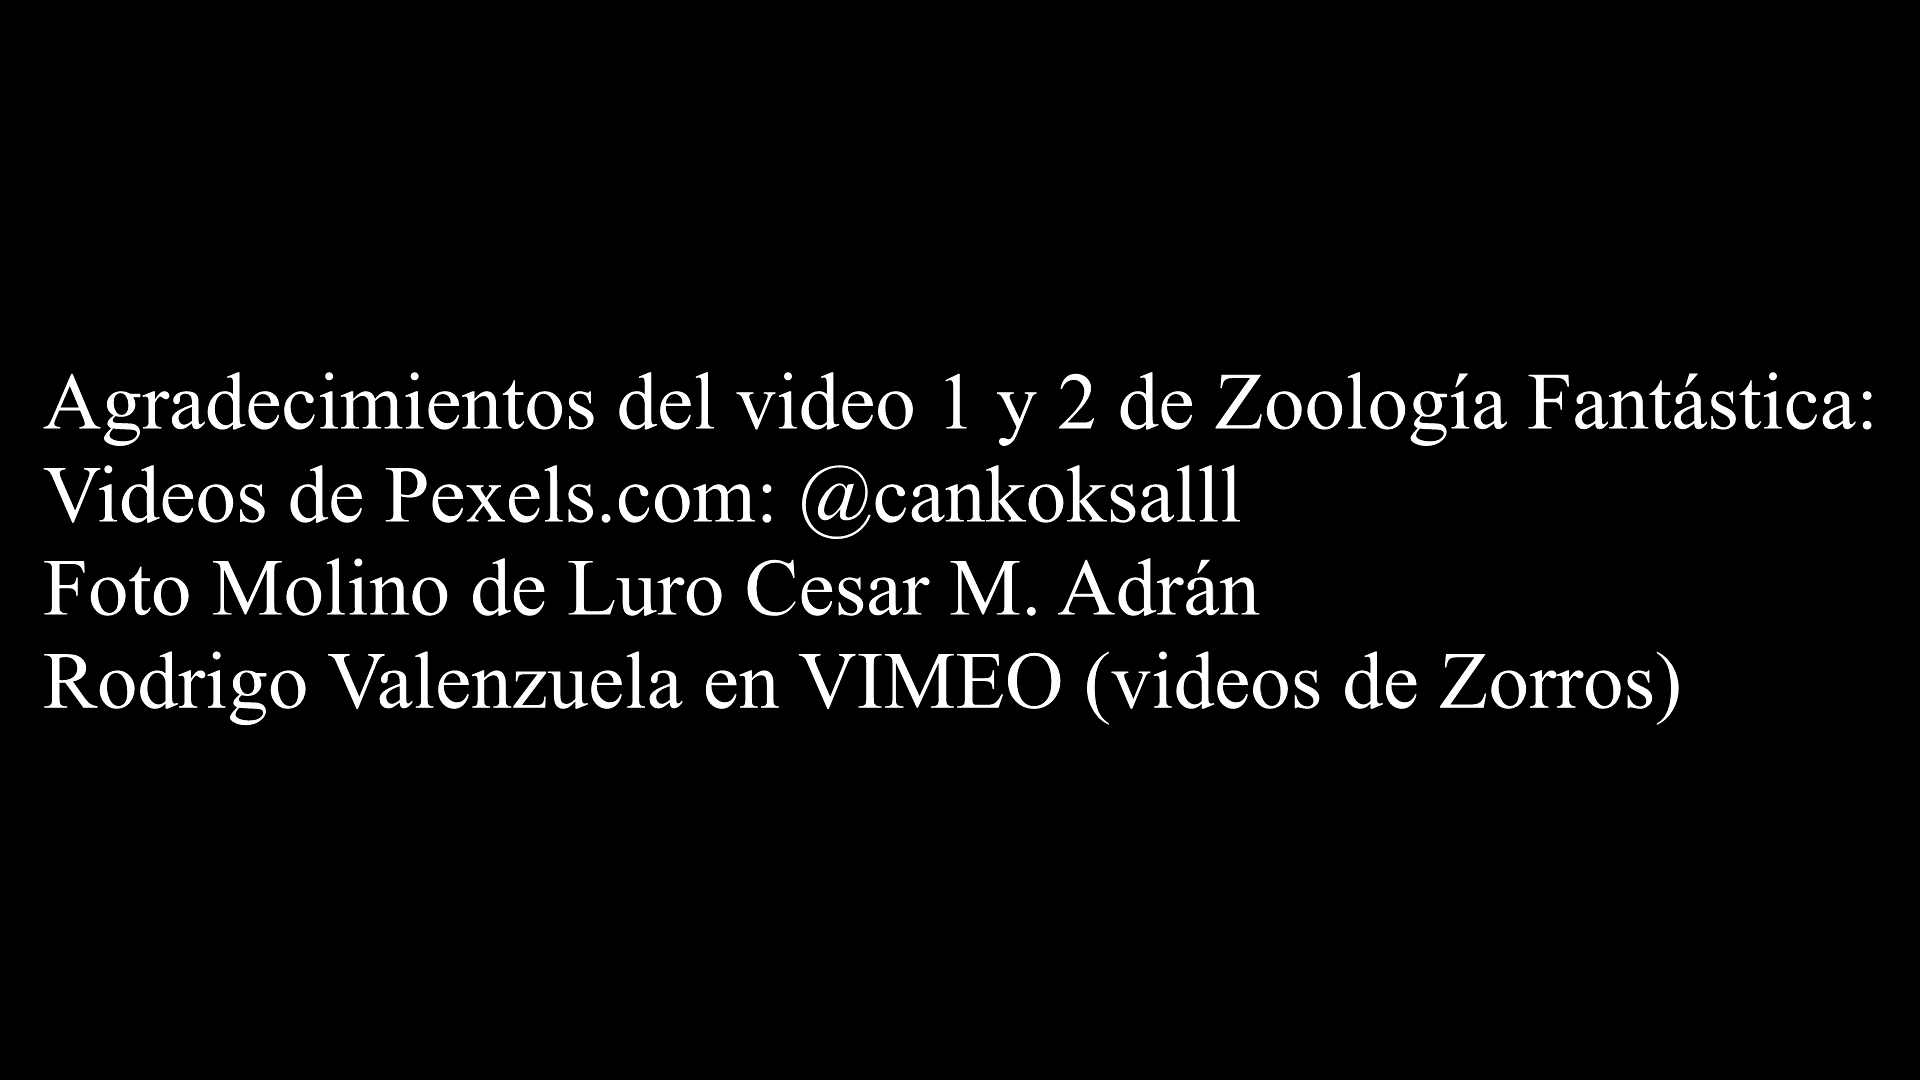 Agradecimientos del video 1 y 2 de Zoología Fantástica:
Videos de Pexels.com: @cankoksalll
Foto Molino de Luro Cesar M. Adrán
Rodrigo Valenzuela en VIMEO (videos de Zorros)